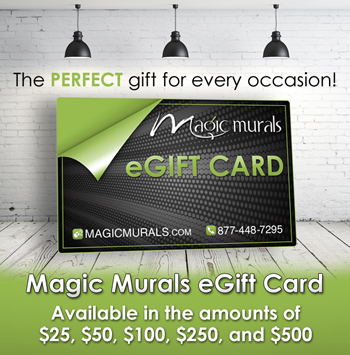 The PERFECT gift for every occasion!
Magic murals
eGIFT CARD
MAGICMURALS.COM 877-448-7295
Magic Murals eGift Card
Available in the amounts of
$25, $50, $100, $250, and $500